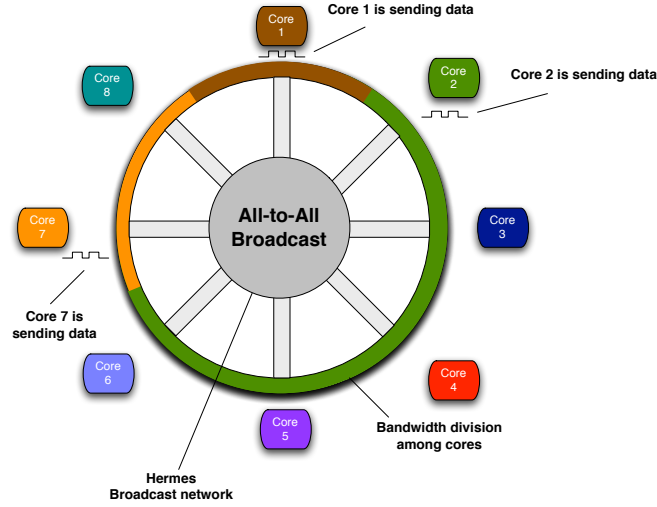 Core
1
Core 1 is sending data
Core
2
Core 2 is sending data
Core
8
All-to-All
Broadcast
Core
3
Core
7
Core 7 is
sending data
Core
6
Core
4
Core
5
Bandwidth division
among cores
Hermes
Broadcast network